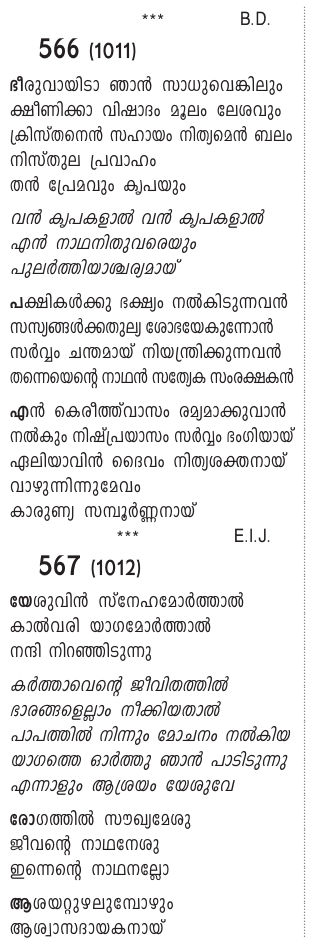 *** B.D.
566 (1011)
ഭീരുവായിടാ ഞാൻ സാധുവെങ്കിലും
ക്ഷീണിക്കാ വിഷാദം മൂലം ലേശവും
ക്രിസ്തനെൻ സഹായം നിത്യമെൻ ബലം
നിസ്തുല പ്രവാഹം
തൻ പ്രേമവും കൃപയും
വൻ കൃപകളാൽ വൻ കൃപകളാൽ
എൻ നാഥനിതുവരെയും
പുലർത്തിയാശ്ചര്യമായ്
പക്ഷികൾക്കു ഭക്ഷ്യം നൽകിടുന്നവൻ
സസ്യങ്ങൾക്കതുല്യ ശോഭയേകുന്നോൻ
സർവ്വം ചന്തമായ് നിയന്ത്രിക്കുന്നവൻ
തന്നെയെന്റെ നാഥൻ സത്യേക സംരക്ഷകൻ
എൻ കെരീത്ത്‌വാസം രമ്യമാക്കുവാൻ
നൽകും നിഷ്പ്രയാസം സർവ്വം ഭംഗിയായ്
ഏലിയാവിൻ ദൈവം നിത്യശക്തനായ്
വാഴുന്നിന്നുമേവം
കാരുണ്യ സമ്പൂർണ്ണനായ്
*** E.I.J.
567 (1012)
യേശുവിൻ സ്നേഹമോർത്താൽ
കാൽവരി യാഗമോർത്താൽ
നന്ദി നിറഞ്ഞിടുന്നു
കർത്താവെന്റെ ജീവിതത്തിൽ
ഭാരങ്ങളെല്ലാം നീക്കിയതാൽ
പാപത്തിൽ നിന്നും മോചനം നൽകിയ
യാഗത്തെ ഓർത്തു ഞാൻ പാടിടുന്നു
എന്നാളും ആശ്രയം യേശുവേ
രോഗത്തിൽ സൗഖ്യമേശു
ജീവന്റെ നാഥനേശു
ഇന്നെന്റെ നാഥനല്ലോ
ആശയറ്റുഴലുമ്പോഴും
ആശ്വാസദായകനായ്